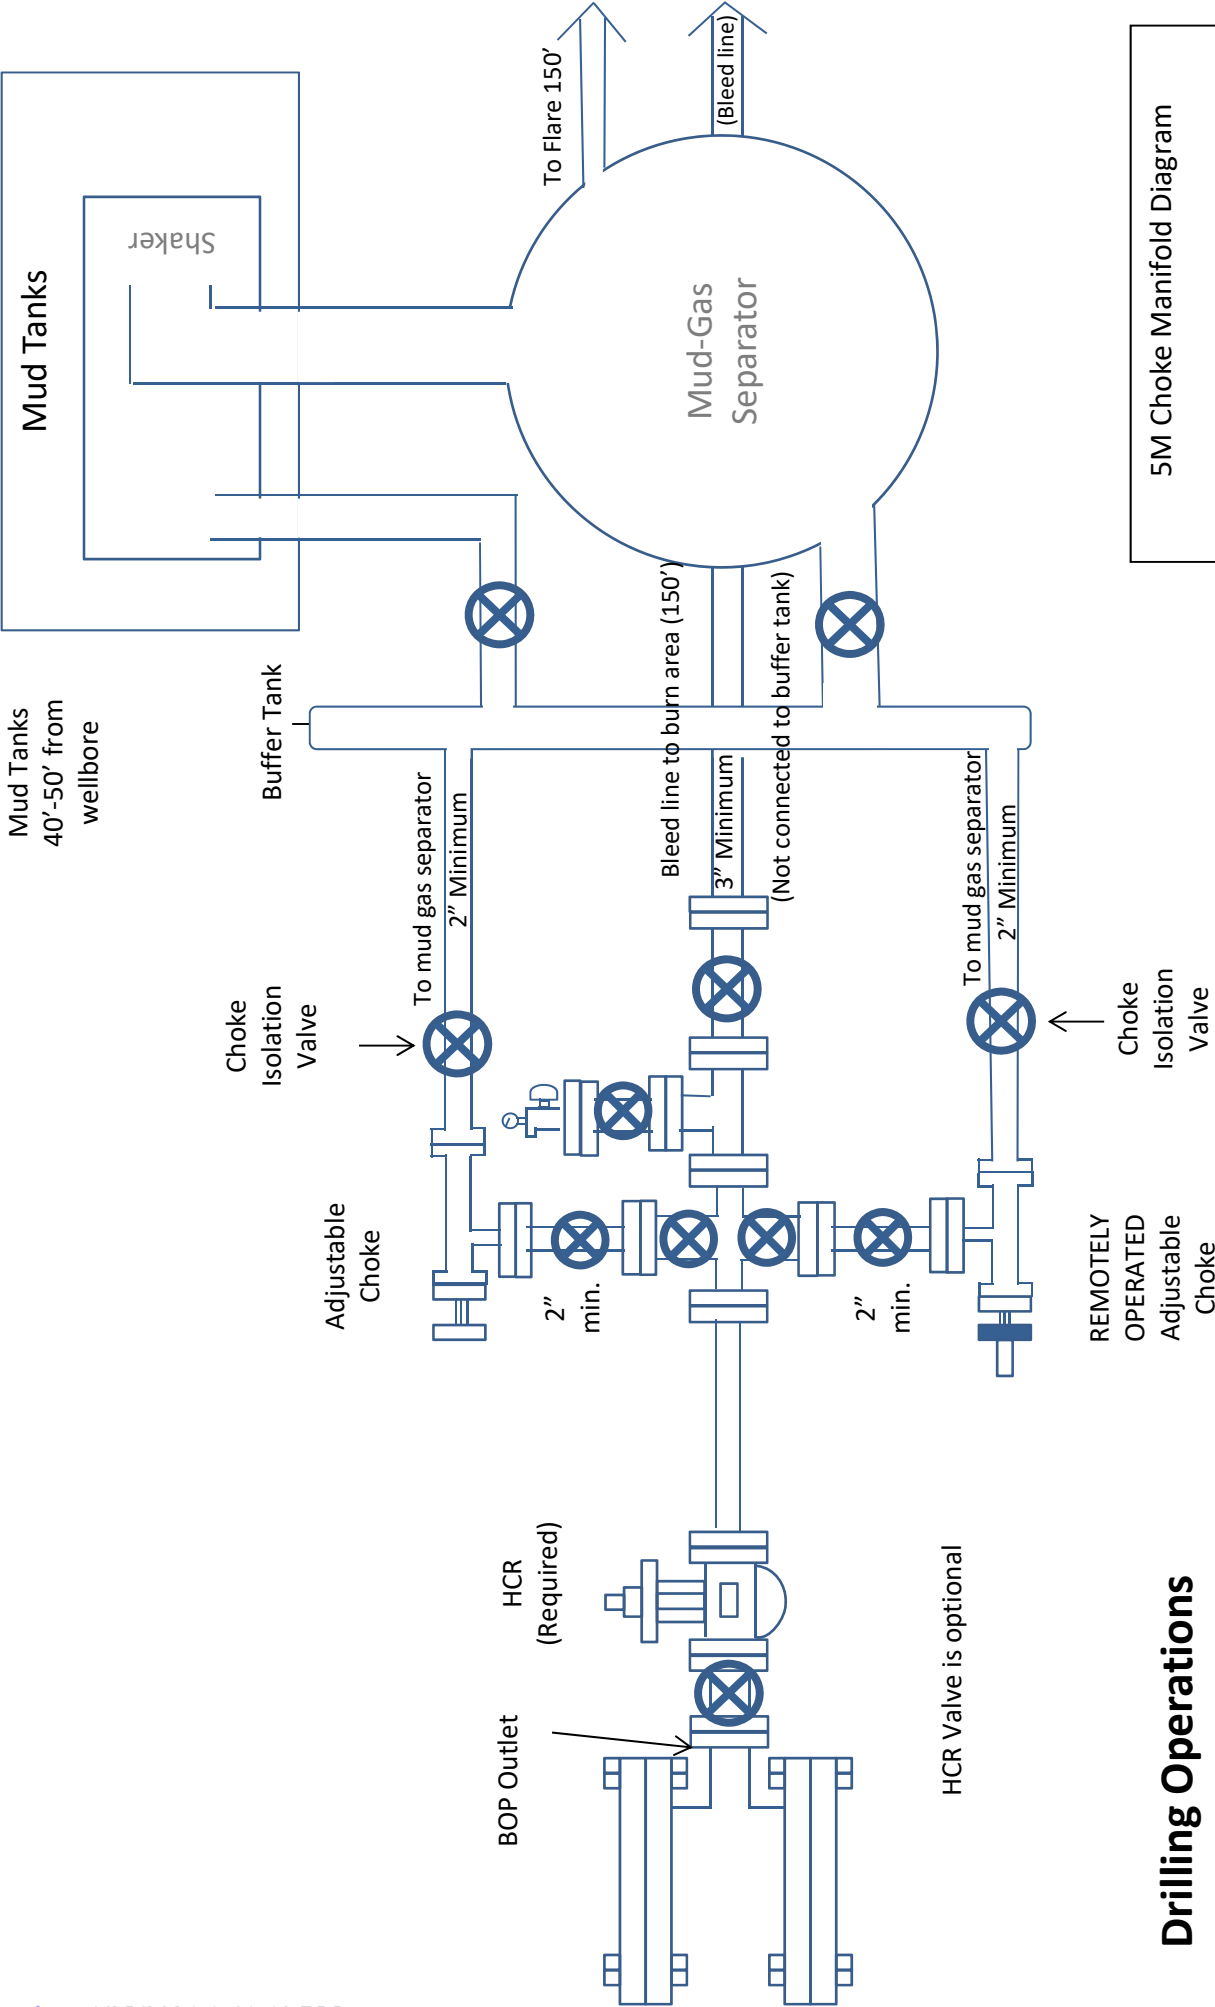 Mud Tanks
Shaker
Mud Tanks
40’-50’ from
wellbore
Buffer Tank
To Flare 150’
(Bleed line)
Mud-Gas
Separator
5M Choke Manifold Diagram
Bleed line to burn area (150’)
3” Minimum
(Not connected to buffer tank)
To mud gas separator
2” Minimum
To mud gas separator
2” Minimum
Choke
Isolation
Valve
Choke
Isolation
Valve
Adjustable
Choke
2”
min.
2”
min.
REMOTELY
OPERATED
Adjustable
Choke
HCR
(Required)
BOP Outlet
HCR Valve is optional
Drilling Operations